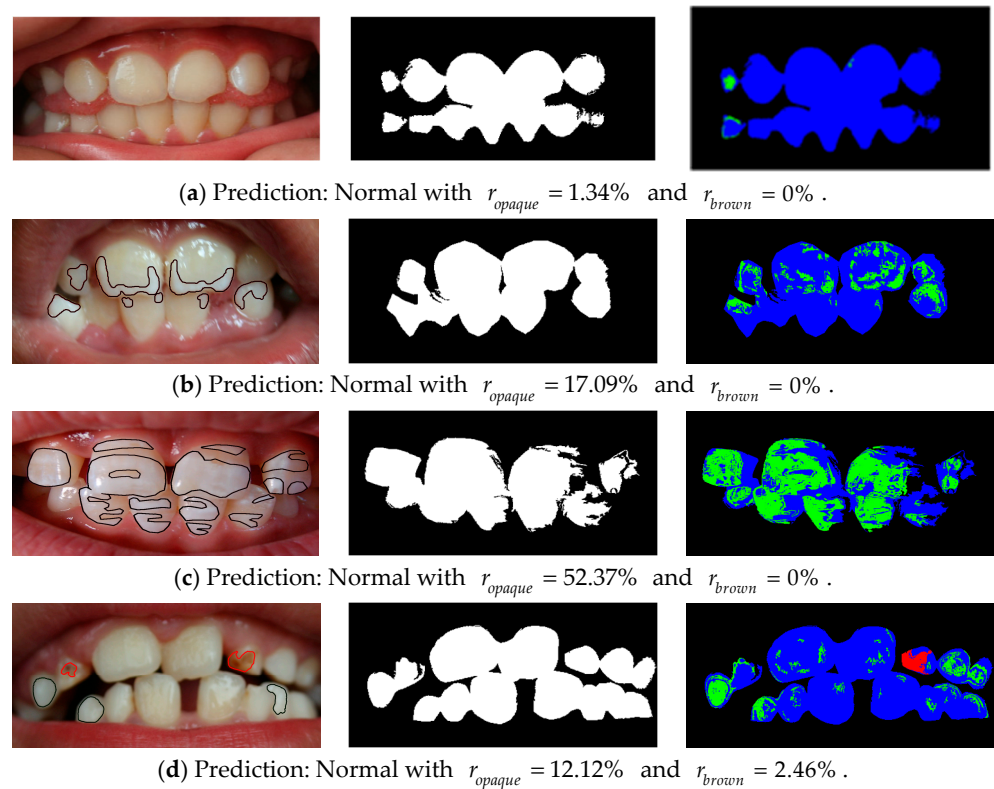 (a) Prediction: Normal with r_opaque = 1.34% and r_brown = 0% .
(b) Prediction: Normal with r_opaque = 17.09% and r_brown = 0% .
(c) Prediction: Normal with r_opaque = 52.37% and r_brown = 0% .
(d) Prediction: Normal with r_opaque = 12.12% and r_brown = 2.46% .